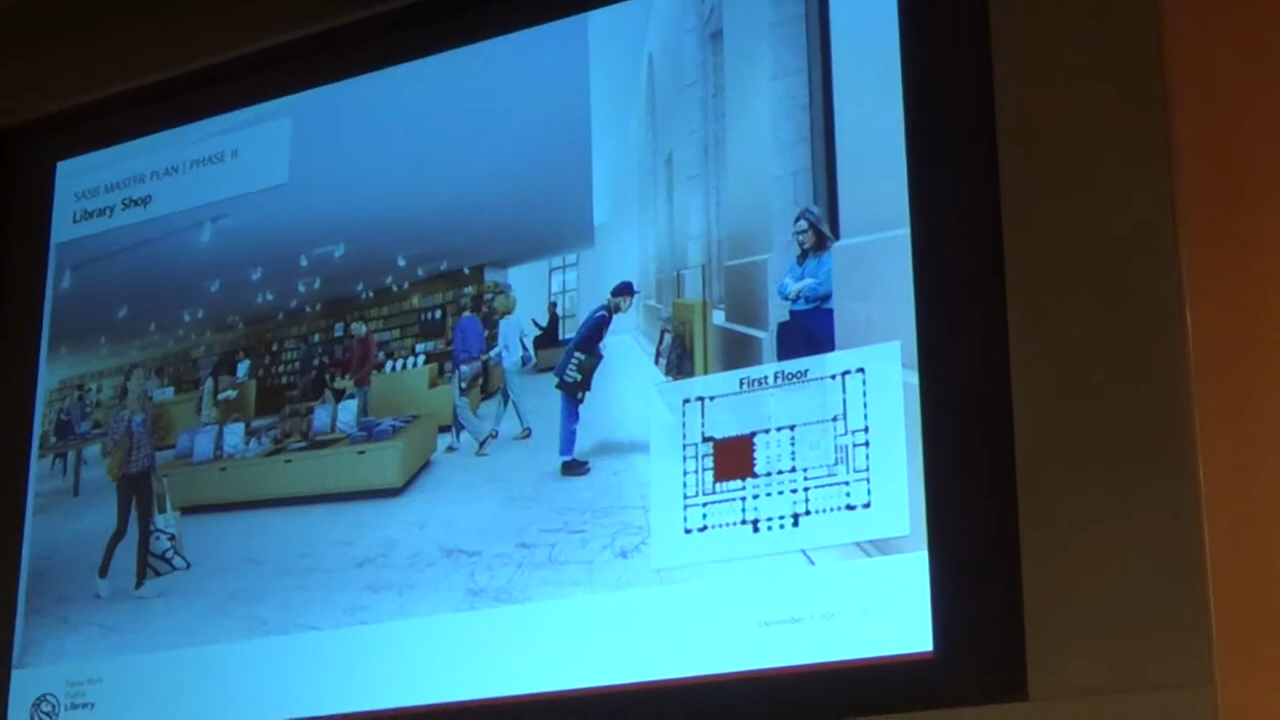 SASB MASTER PLAN | PHASE II
Library Shop
First Floor
New York
Public
Library